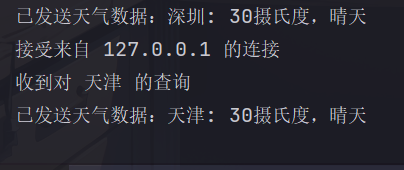 已发送天气数据：深圳: 30摄氏度，晴天
接受来自 127.0.0.1 的连接
收到对 天津 的查询
已发送天气数据：天津: 30摄氏度，晴天